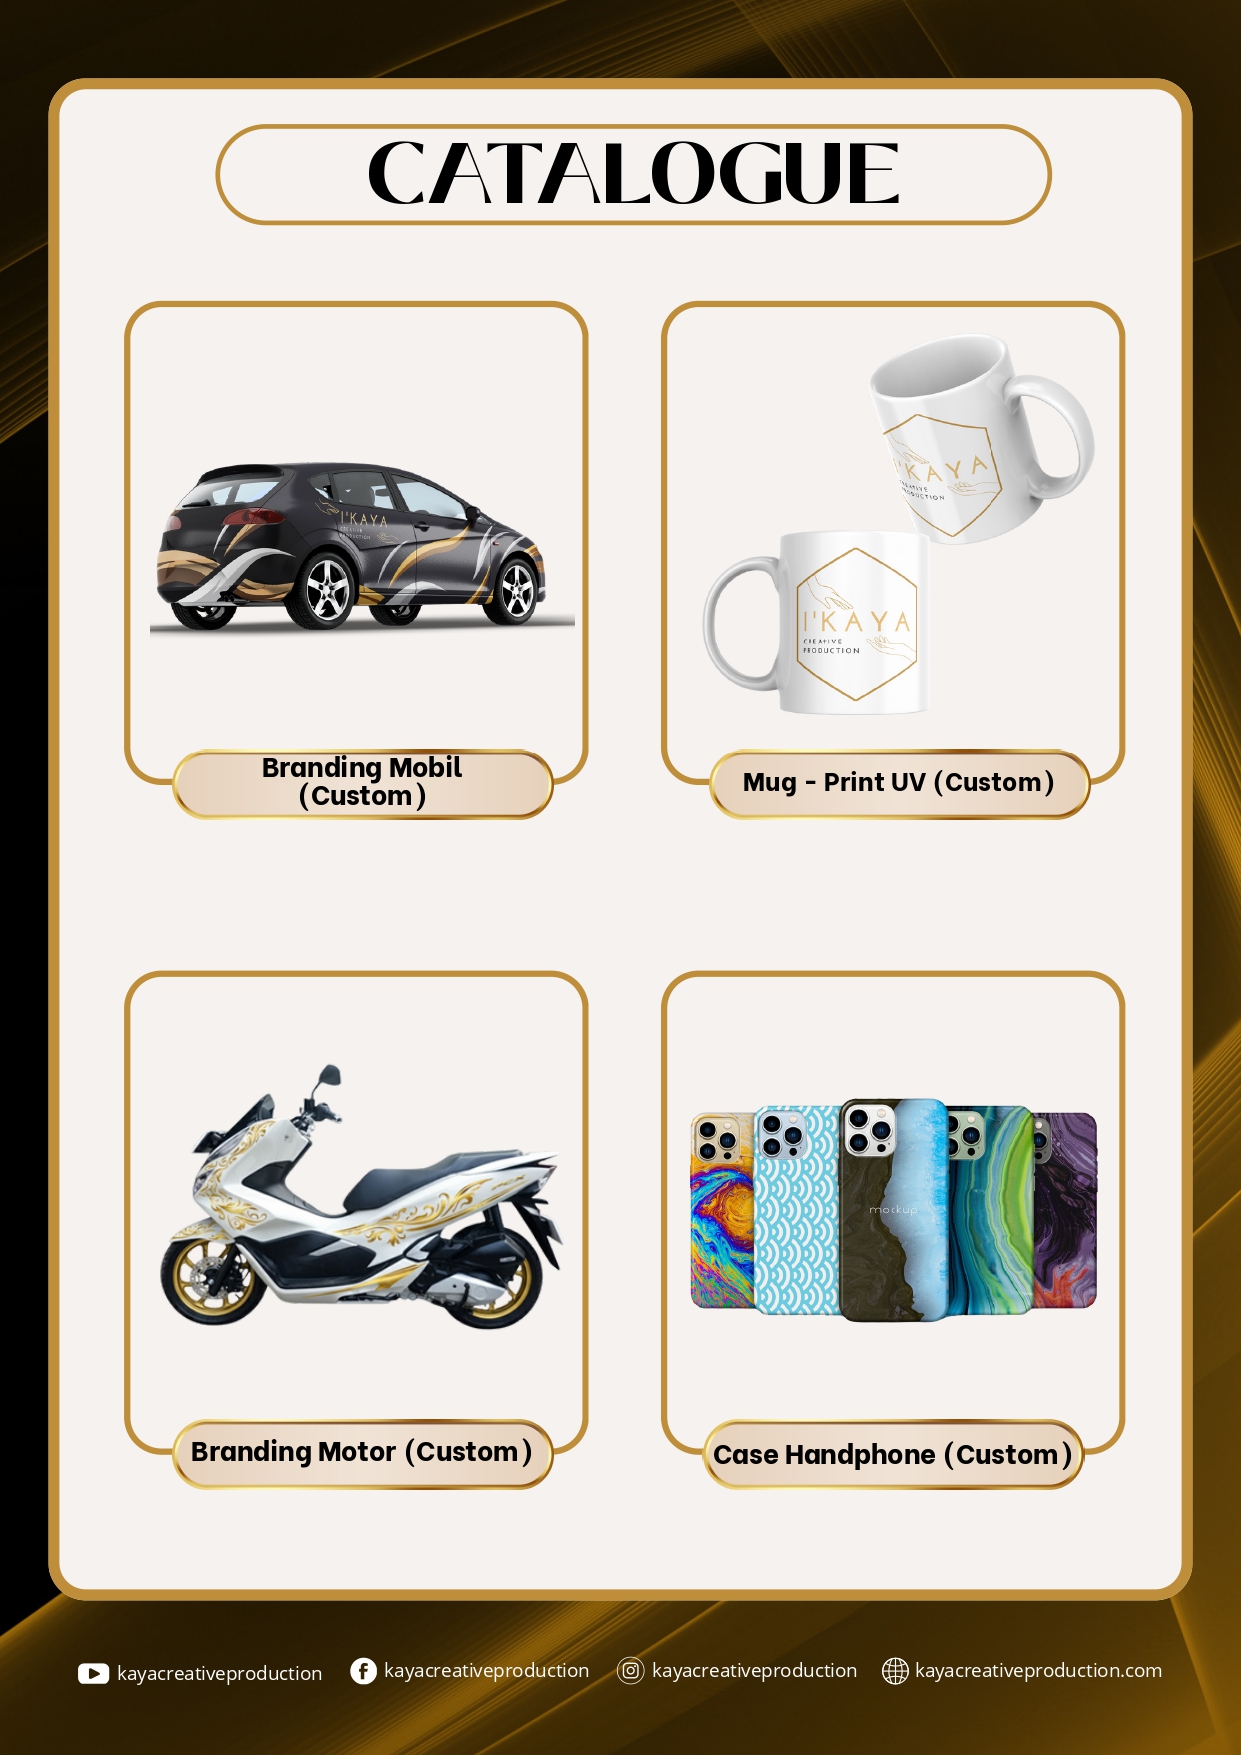 CATALOGUE
I'KAYA
CREATIVE
PRODUCTION
I'KAYA
CREATIVE
PRODUCTION
I'KAYA
CREATIVE
PRODUCTION
Branding Mobil
(Custom)
Mug - Print UV (Custom)
mockup
Branding Motor (Custom)
Case Handphone (Custom)
kayacreativeproduction
kayacreativeproduction
kayacreativeproduction
kayacreativeproduction.com